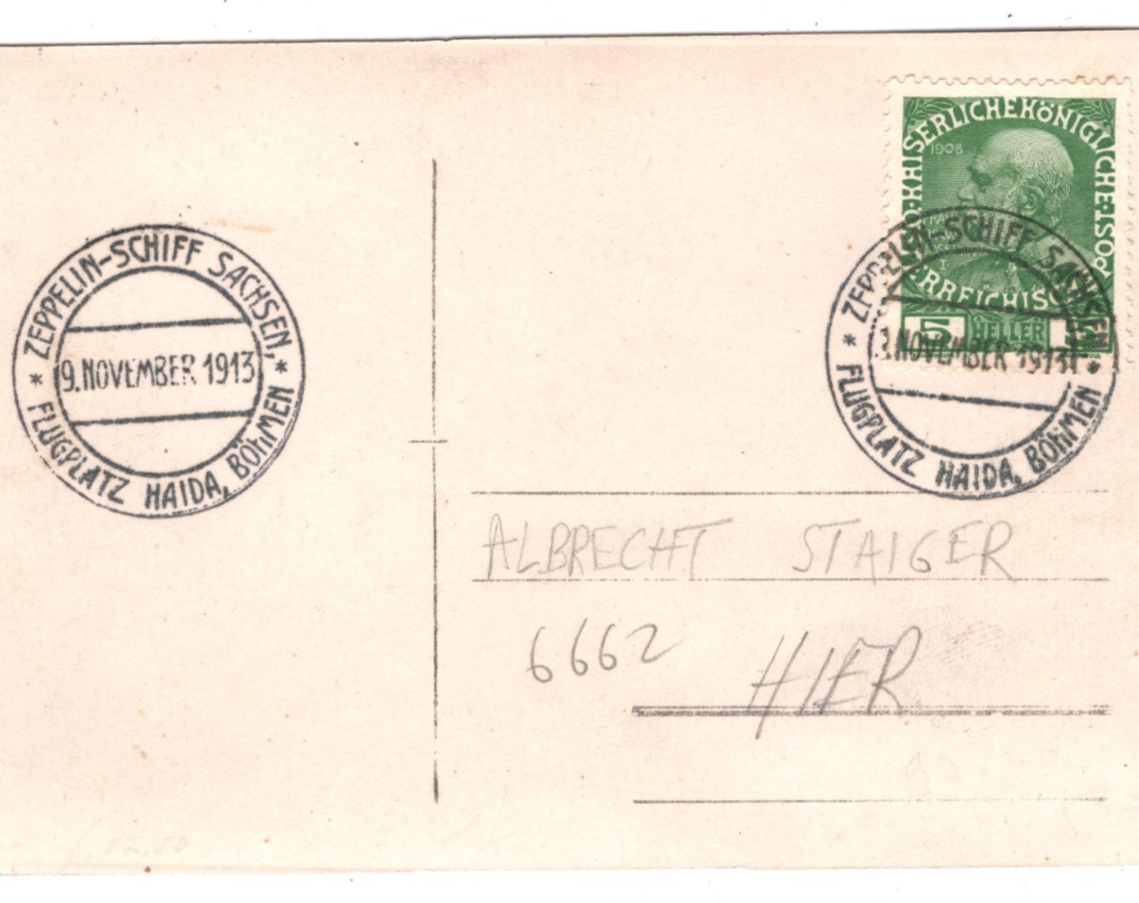 ZEPPELIN-SCHIFF SACHSEN,
9. NOVEMBER 1913
* FLUGPLATZ HAIDA, BÖHMEN *
KAISERLICHE KÖNIGLICHE POST
1908
5 HELLER
ZEPPELIN-SCHIFF SACHSEN,
NOVEMBER 1913
* FLUGPLATZ HAIDA, BÖHMEN *
ALBRECHT STAIGER
6662 HIER